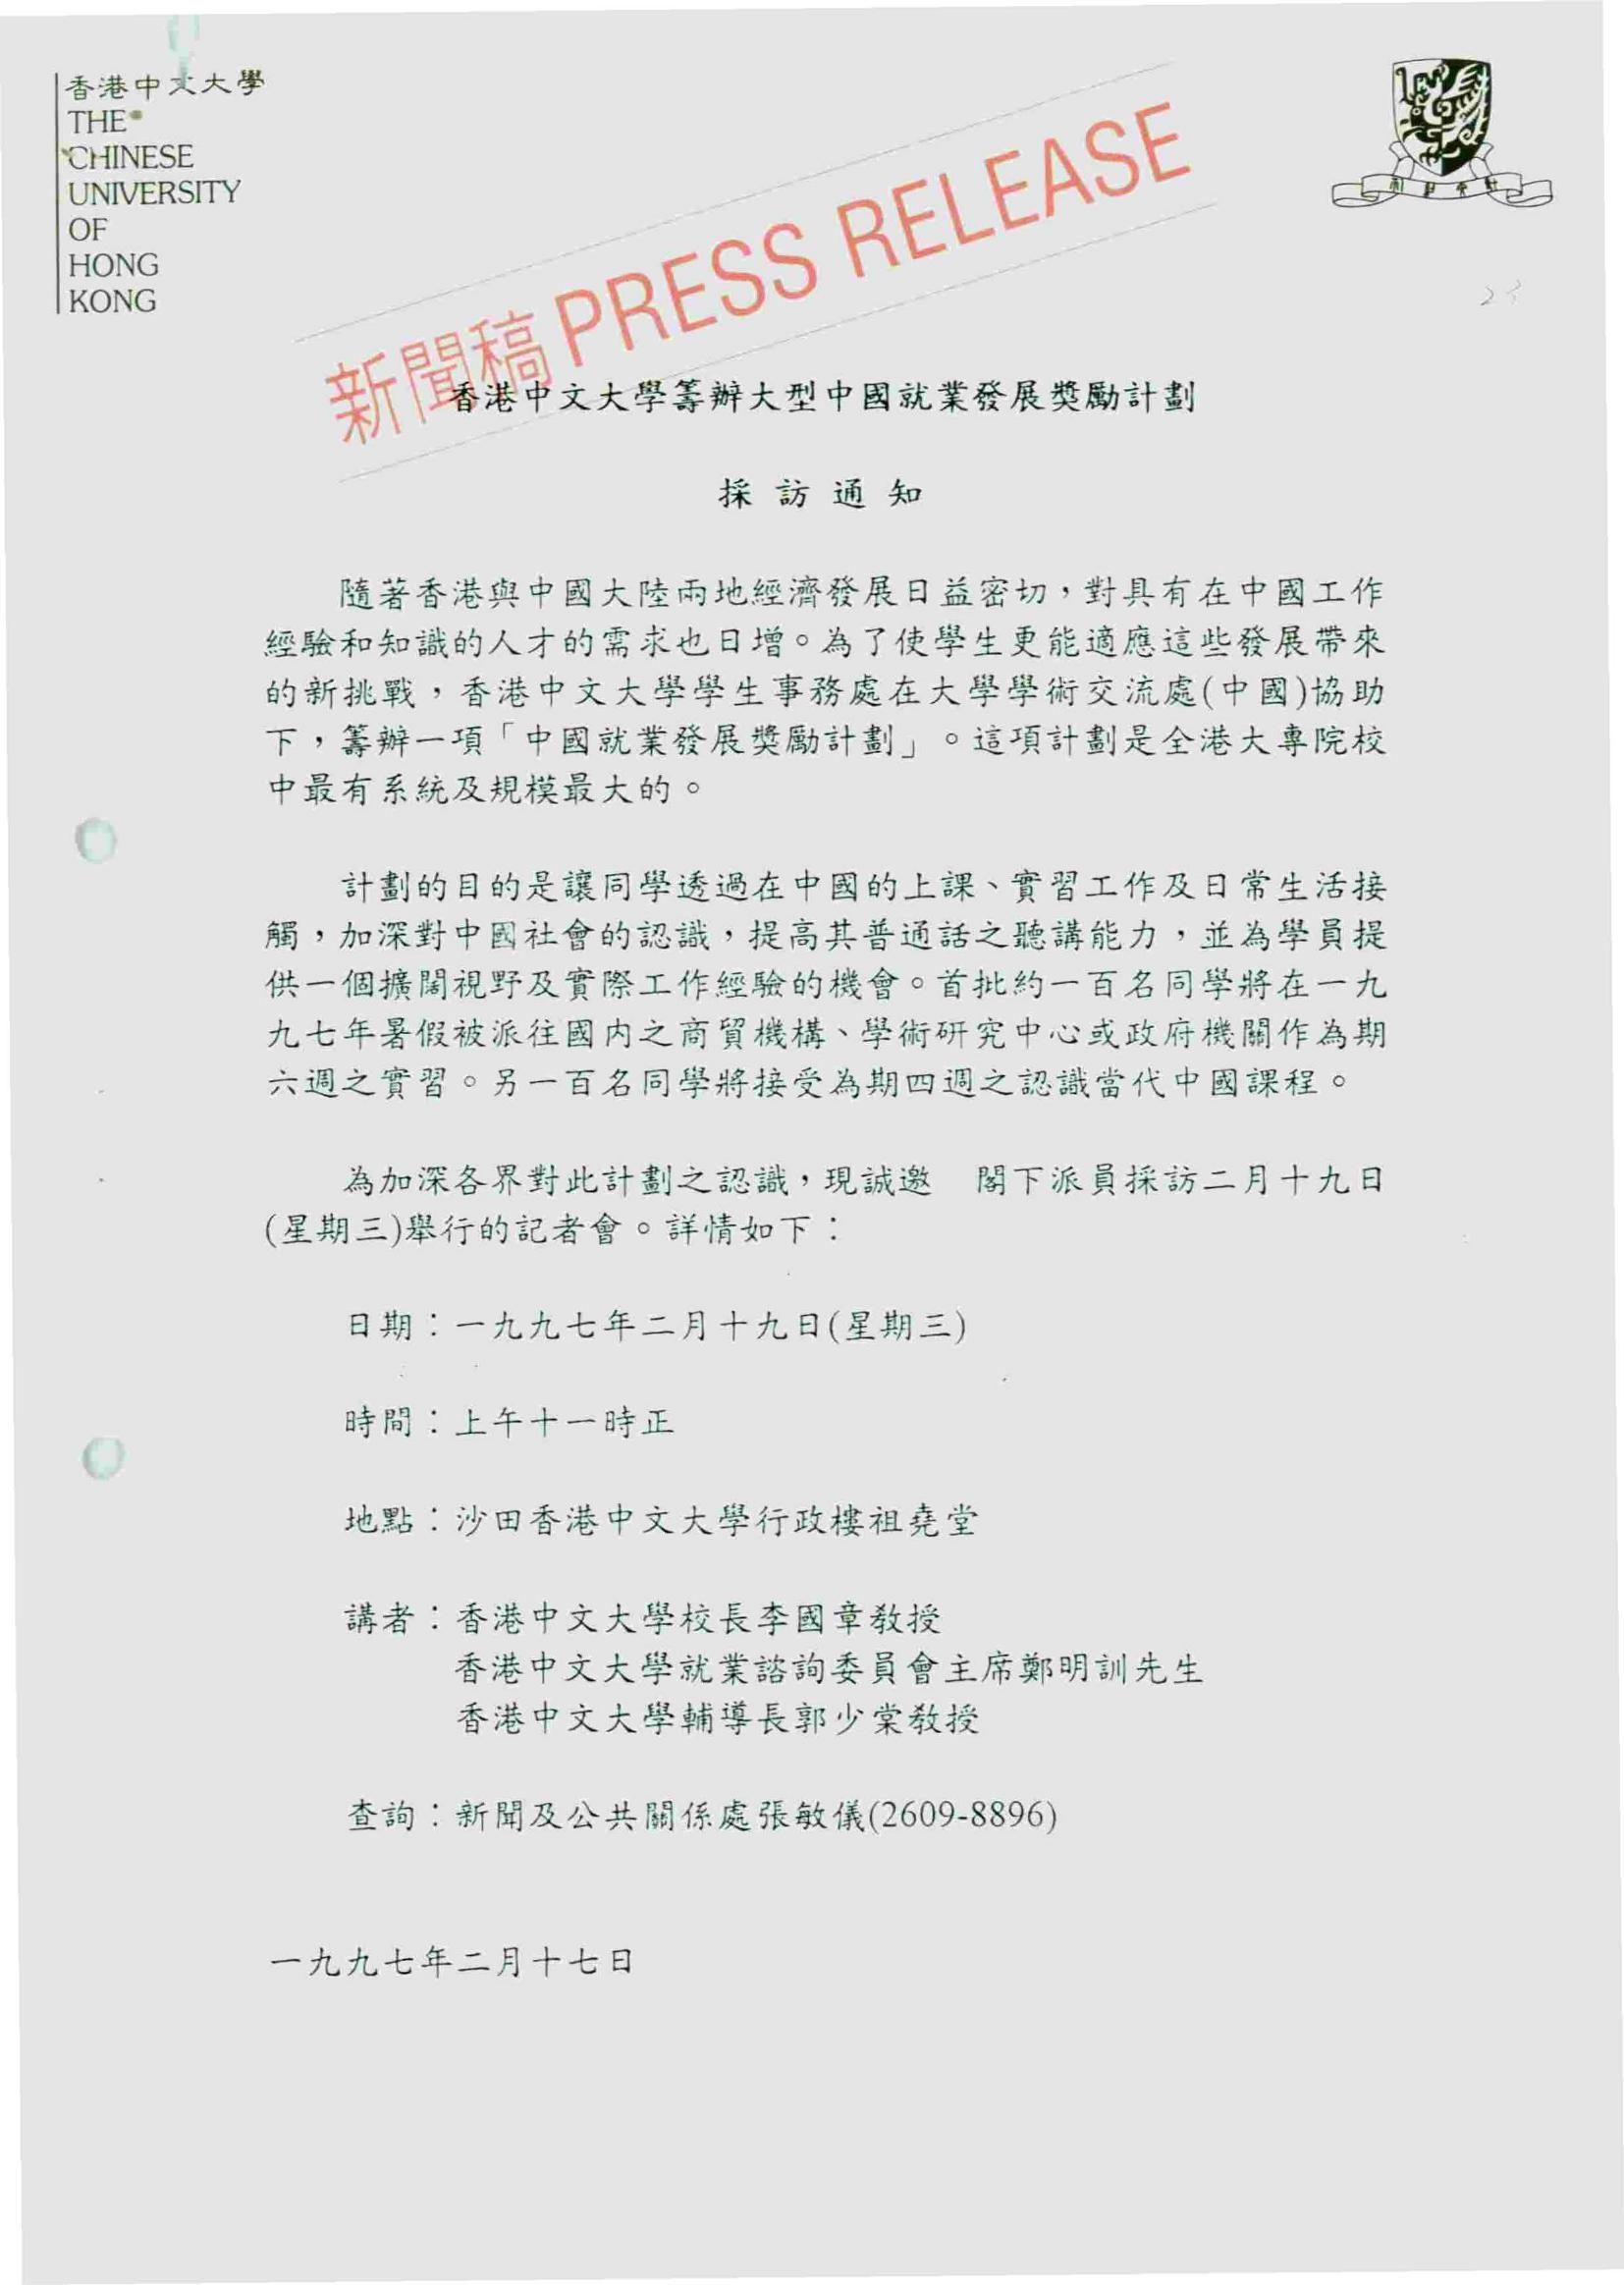 香港中文大學
THE
CHINESE
UNIVERSITY
OF
HONG
KONG
新聞稿 PRESS RELEASE
香港中文大學籌辦大型中國就業發展獎勵計劃
採訪通知
隨著香港與中國大陸兩地經濟發展日益密切，對具有在中國工作
經驗和知識的人才的需求也日增。為了使學生更能適應這些發展帶來
的新挑戰，香港中文大學學生事務處在大學學術交流處(中國)協助
下，籌辦一項「中國就業發展獎勵計劃」。這項計劃是全港大專院校
中最有系統及規模最大的。
計劃的目的是讓同學透過在中國的上課、實習工作及日常生活接
觸，加深對中國社會的認識，提高其普通話之聽講能力，並為學員提
供一個擴闊視野及實際工作經驗的機會。首批約一百名同學將在一九
九七年暑假被派往國內之商貿機構、學術研究中心或政府機關作為期
六週之實習。另一百名同學將接受為期四週之認識當代中國課程。
為加深各界對此計劃之認識，現誠邀　閣下派員採訪二月十九日
(星期三)舉行的記者會。詳情如下：
日期：一九九七年二月十九日(星期三)
時間：上午十一時正
地點：沙田香港中文大學行政樓祖堯堂
講者：香港中文大學校長李國章教授
香港中文大學就業諮詢委員會主席鄭明訓先生
香港中文大學輔導長郭少棠教授
查詢：新聞及公共關係處張敏儀(2609-8896)
一九九七年二月十七日